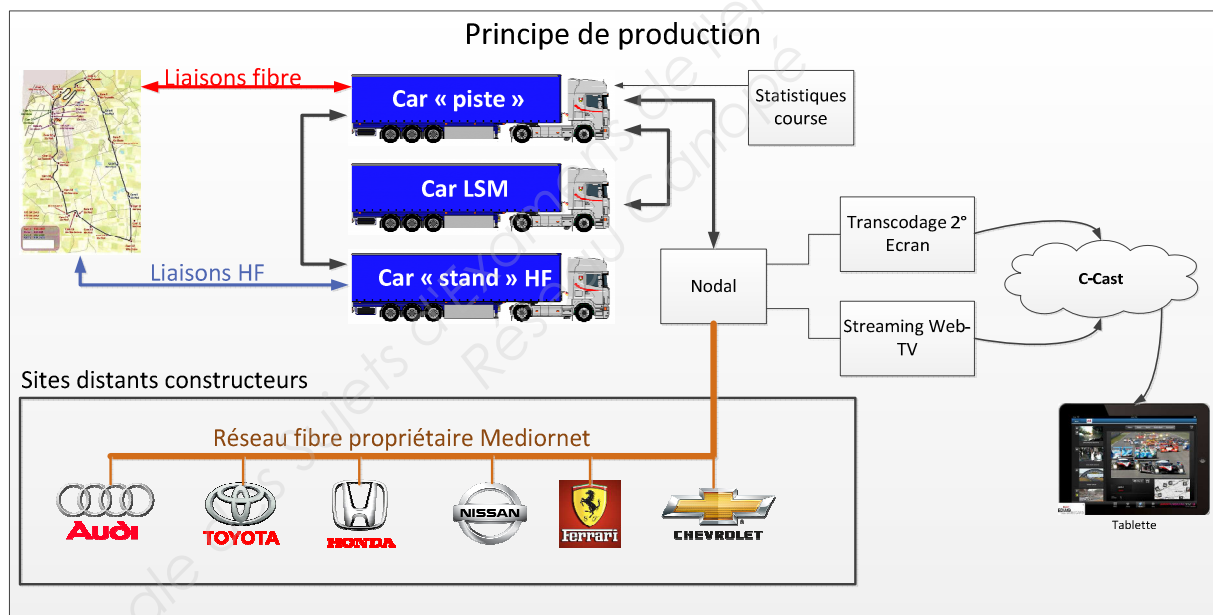 Principe de production
Liaisons fibre
Car « piste »
Statistiques
course
Car LSM
Transcodage 2°
Ecran
C-Cast
Liaisons HF
Car « stand » HF
Nodal
Streaming Web-
TV
Sites distants constructeurs
Réseau fibre propriétaire Mediornet
Audi
TOYOTA
HONDA
NISSAN
Ferrari
CHEVROLET
Tablette
Réseau Canopé